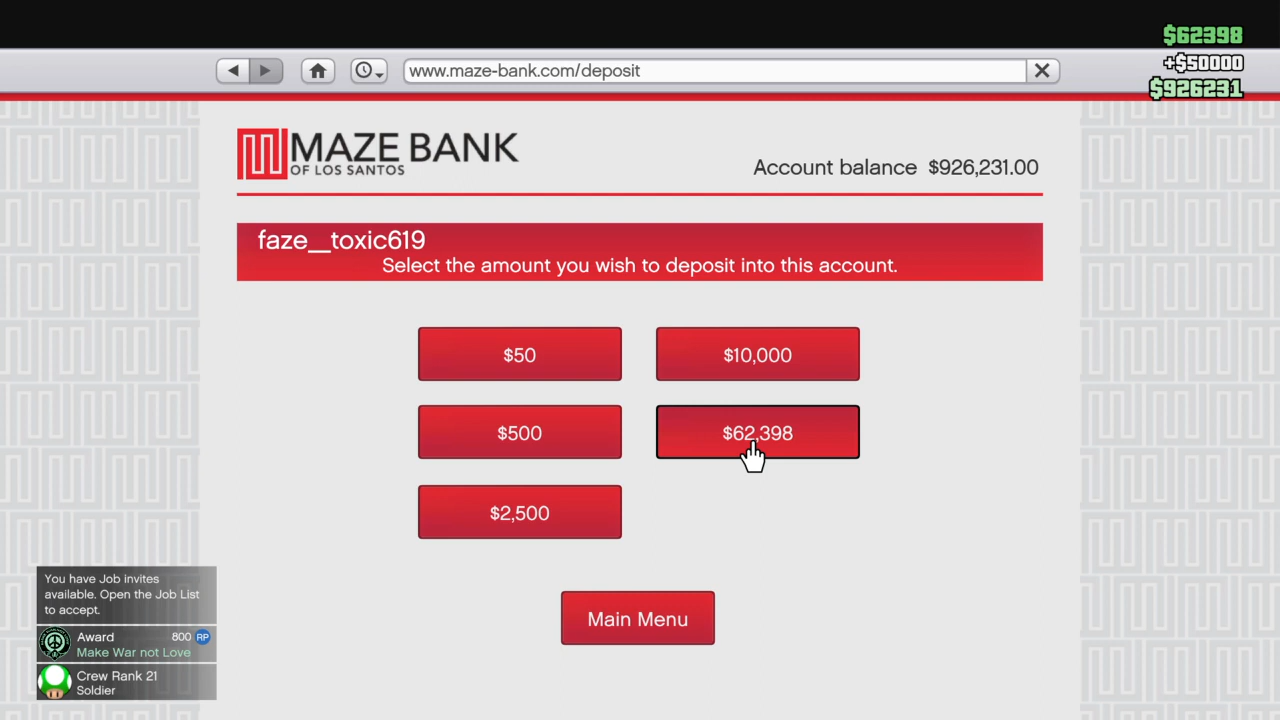 $62398
www.maze-bank.com/deposit
+$50000
$926231
MAZE BANK
OF LOS SANTOS
Account balance $926,231.00
faze__toxic619
Select the amount you wish to deposit into this account.
$50
$10,000
$500
$62,398
$2,500
Main Menu
You have Job invites
available. Open the Job List
to accept.
Award 800 RP
Make War not Love
Crew Rank 21
Soldier